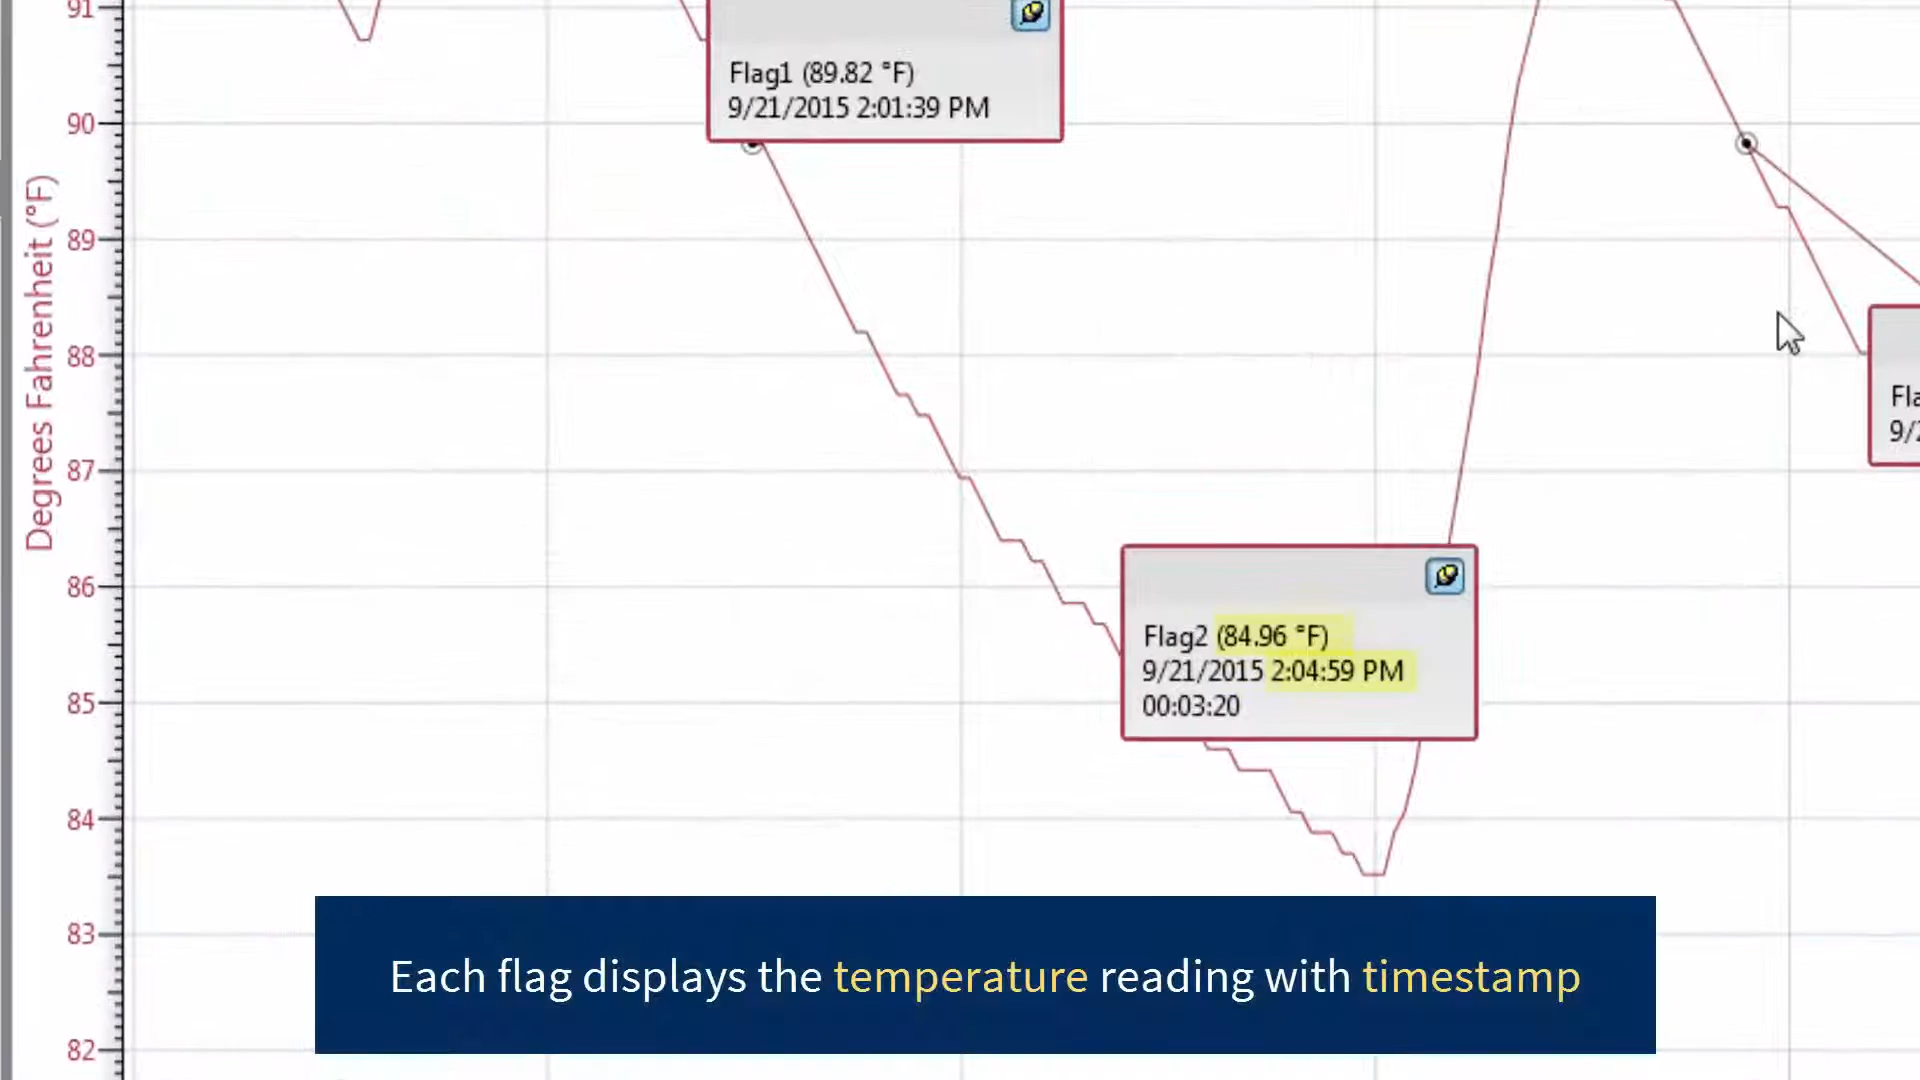 91
Flag1 (89.82 °F)
9/21/2015 2:01:39 PM
90
89
88
87
86
85
84
83
82
Degrees Fahrenheit (°F)
Flag2 (84.96 °F)
9/21/2015 2:04:59 PM
00:03:20
Each flag displays the temperature reading with timestamp